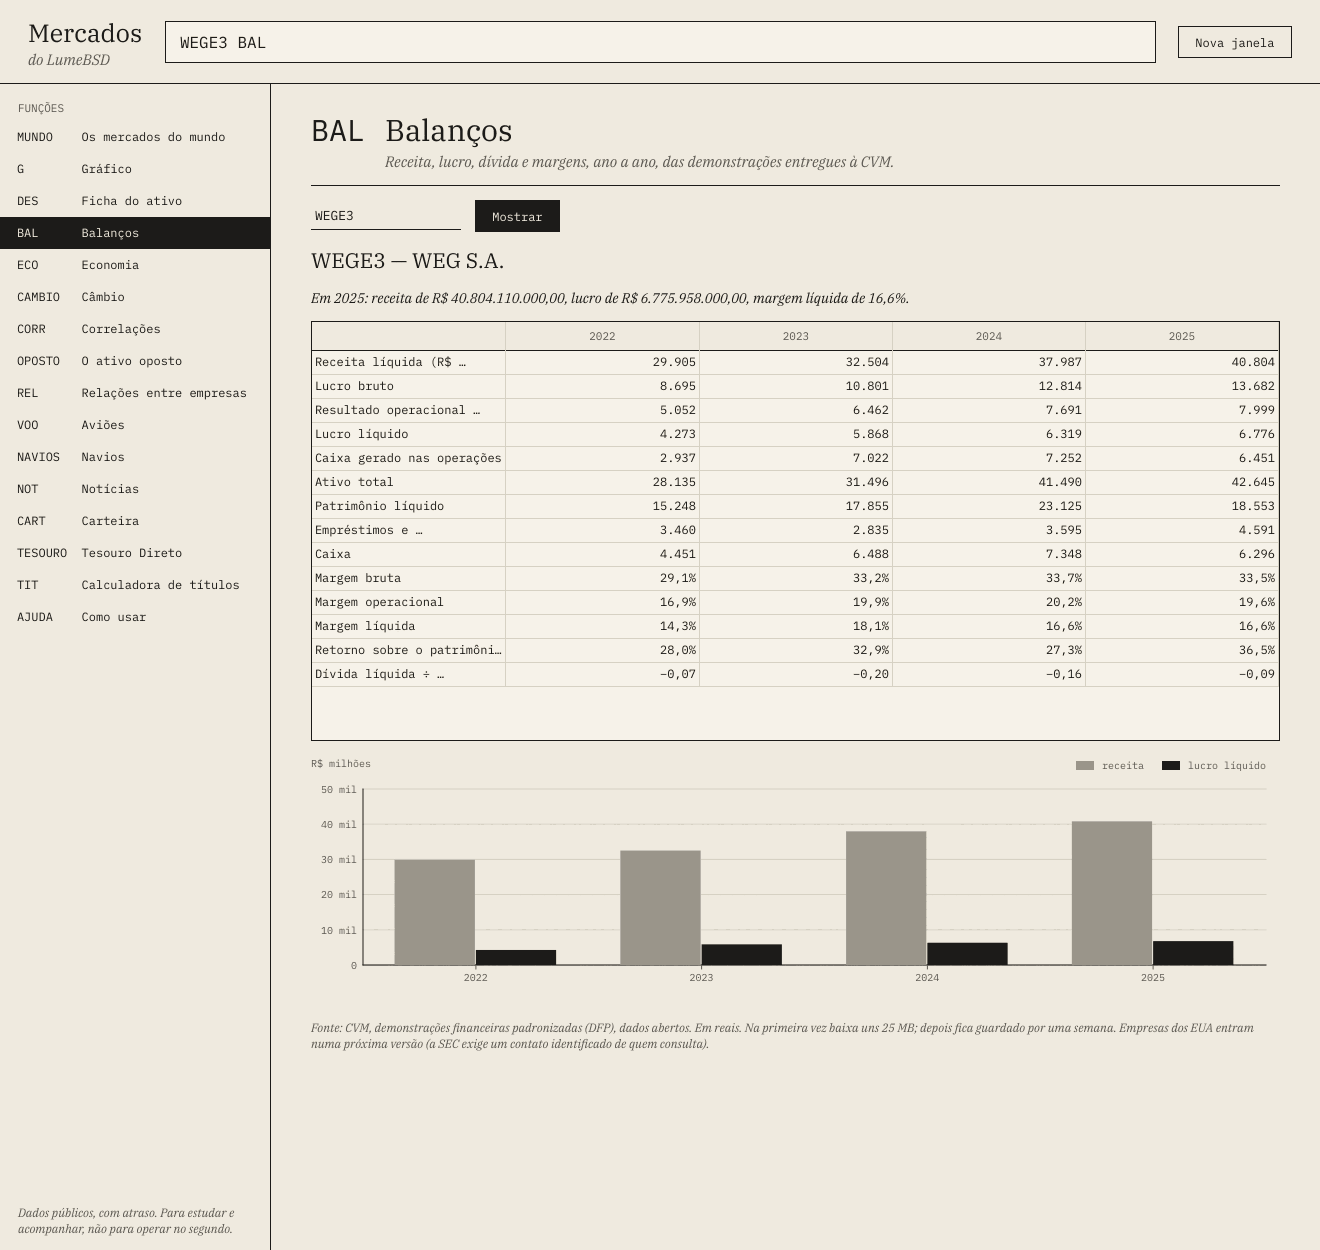 Mercados
do LumeBSD
WEGE3 BAL
Nova janela
FUNÇÕES
MUNDO Os mercados do mundo
G Gráfico
DES Ficha do ativo
BAL Balanços
ECO Economia
CAMBIO Câmbio
CORR Correlações
OPOSTO O ativo oposto
REL Relações entre empresas
VOO Aviões
NAVIOS Navios
NOT Notícias
CART Carteira
TESOURO Tesouro Direto
TIT Calculadora de títulos
AJUDA Como usar
Dados públicos, com atraso. Para estudar e
acompanhar, não para operar no segundo.
BAL Balanços
Receita, lucro, dívida e margens, ano a ano, das demonstrações entregues à CVM.
WEGE3
Mostrar
WEGE3 — WEG S.A.
Em 2025: receita de R$ 40.804.110.000,00, lucro de R$ 6.775.958.000,00, margem líquida de 16,6%.
2022 2023 2024 2025
Receita líquida (R$ … 29.905 32.504 37.987 40.804
Lucro bruto 8.695 10.801 12.814 13.682
Resultado operacional … 5.052 6.462 7.691 7.999
Lucro líquido 4.273 5.868 6.319 6.776
Caixa gerado nas operações 2.937 7.022 7.252 6.451
Ativo total 28.135 31.496 41.490 42.645
Patrimônio líquido 15.248 17.855 23.125 18.553
Empréstimos e … 3.460 2.835 3.595 4.591
Caixa 4.451 6.488 7.348 6.296
Margem bruta 29,1% 33,2% 33,7% 33,5%
Margem operacional 16,9% 19,9% 20,2% 19,6%
Margem líquida 14,3% 18,1% 16,6% 16,6%
Retorno sobre o patrimôni… 28,0% 32,9% 27,3% 36,5%
Dívida líquida ÷ … −0,07 −0,20 −0,16 −0,09
R$ milhões
receita lucro líquido
50 mil
40 mil
30 mil
20 mil
10 mil
0
2022 2023 2024 2025
Fonte: CVM, demonstrações financeiras padronizadas (DFP), dados abertos. Em reais. Na primeira vez baixa uns 25 MB; depois fica guardado por uma semana. Empresas dos EUA entram
numa próxima versão (a SEC exige um contato identificado de quem consulta).